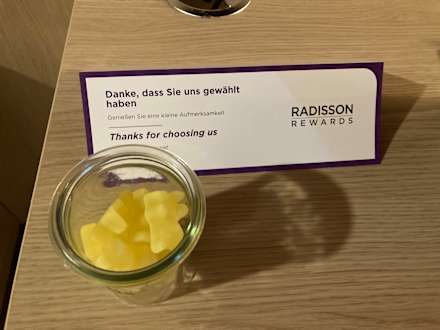 Danke, dass Sie uns gewählt
haben
Genießen Sie eine kleine Aufmerksamkeit
Thanks for choosing us
RADISSON
REWARDS